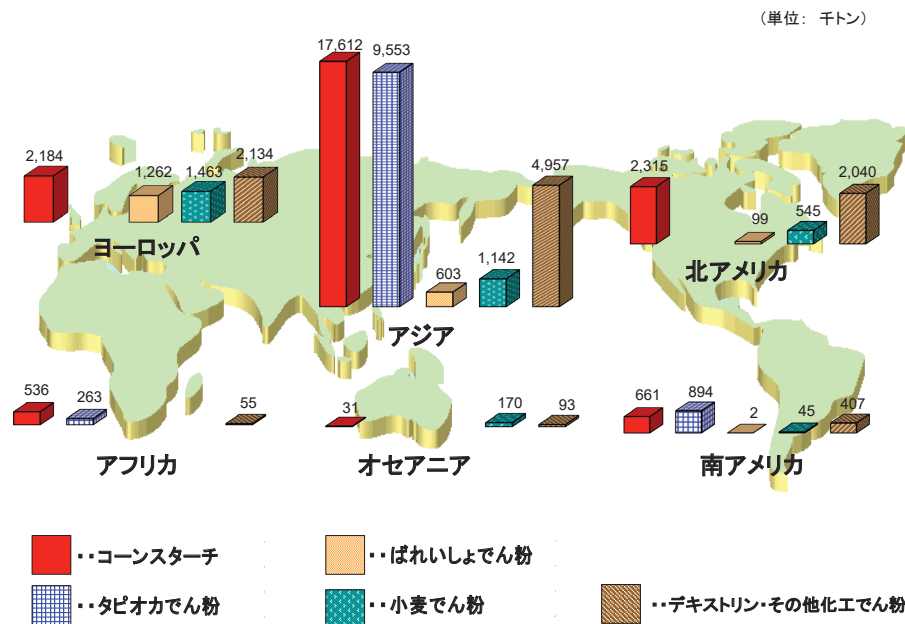 （単位： 千トン）
17,612 9,553
2,184 1,262 1,463 2,134 4,957 2,315 99 545 2,040
ヨーロッパ
603 1,142
北アメリカ
アジア
536 263 55 31 170 93 661 894 2 45 407
アフリカ オセアニア 南アメリカ
‥コーンスターチ ‥ばれいしょでん粉
‥タピオカでん粉 ‥小麦でん粉 ‥デキストリン・その他化工でん粉